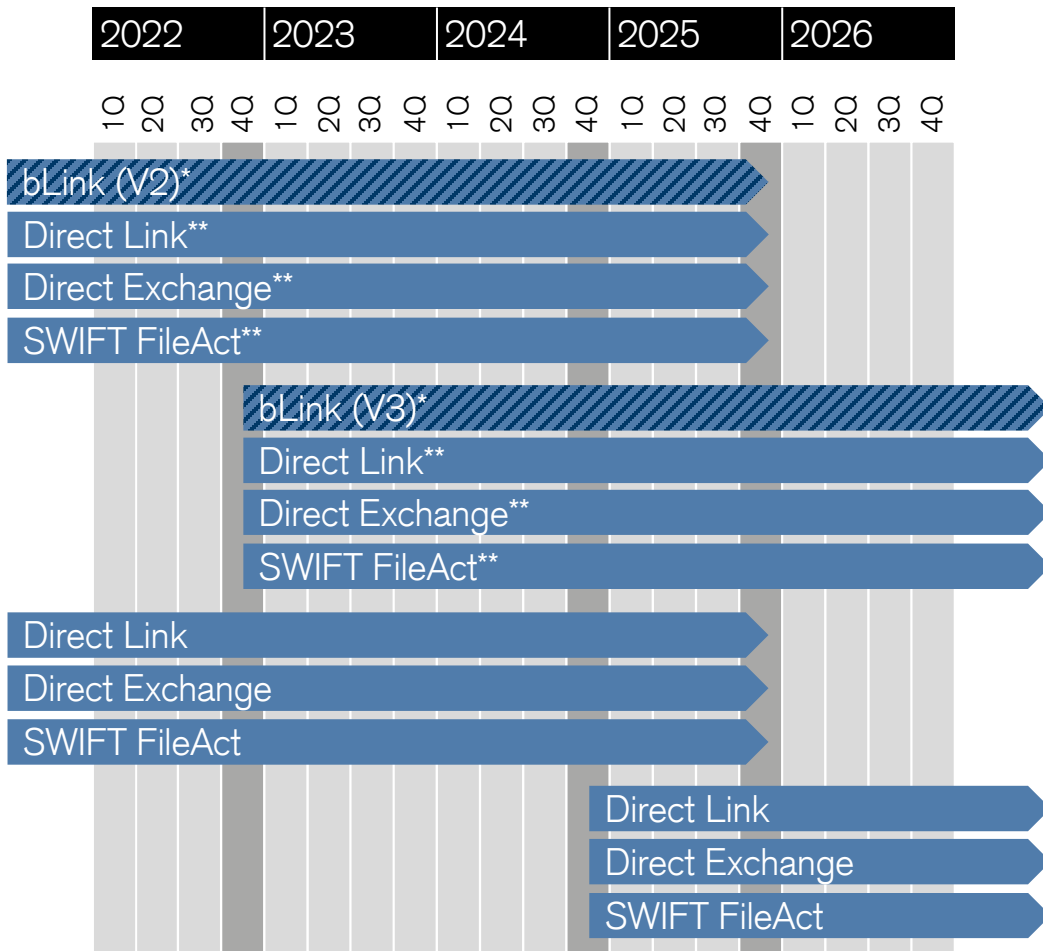 2022 2023 2024 2025 2026
1Q 2Q 3Q 4Q 1Q 2Q 3Q 4Q 1Q 2Q 3Q 4Q 1Q 2Q 3Q 4Q 1Q 2Q 3Q 4Q
bLink (V2)*
Direct Link**
Direct Exchange**
SWIFT FileAct**
bLink (V3)*
Direct Link**
Direct Exchange**
SWIFT FileAct**
Direct Link
Direct Exchange
SWIFT FileAct
Direct Link
Direct Exchange
SWIFT FileAct